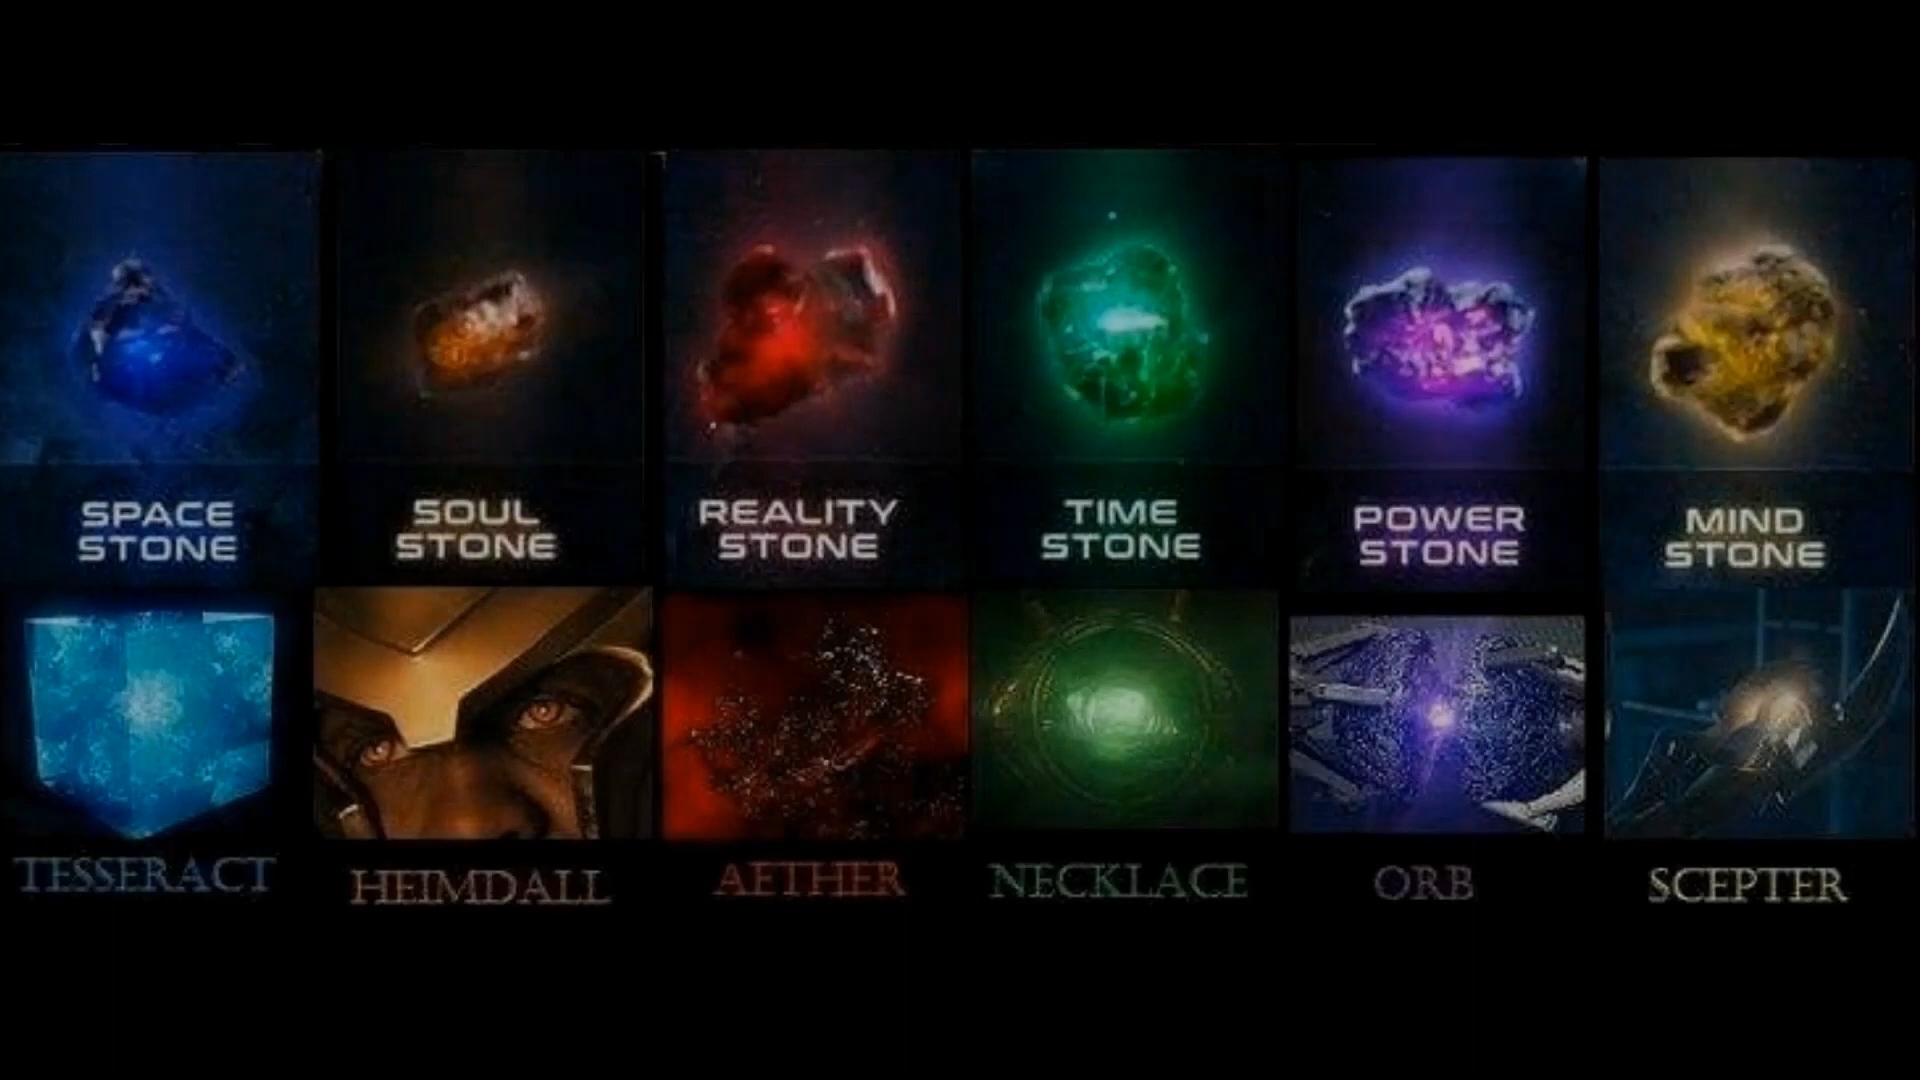 SPACE
STONE
SOUL
STONE
REALITY
STONE
TIME
STONE
POWER
STONE
MIND
STONE
TESSERACT
HEIMDALL
AETHER
NECKLACE
ORB
SCEPTER